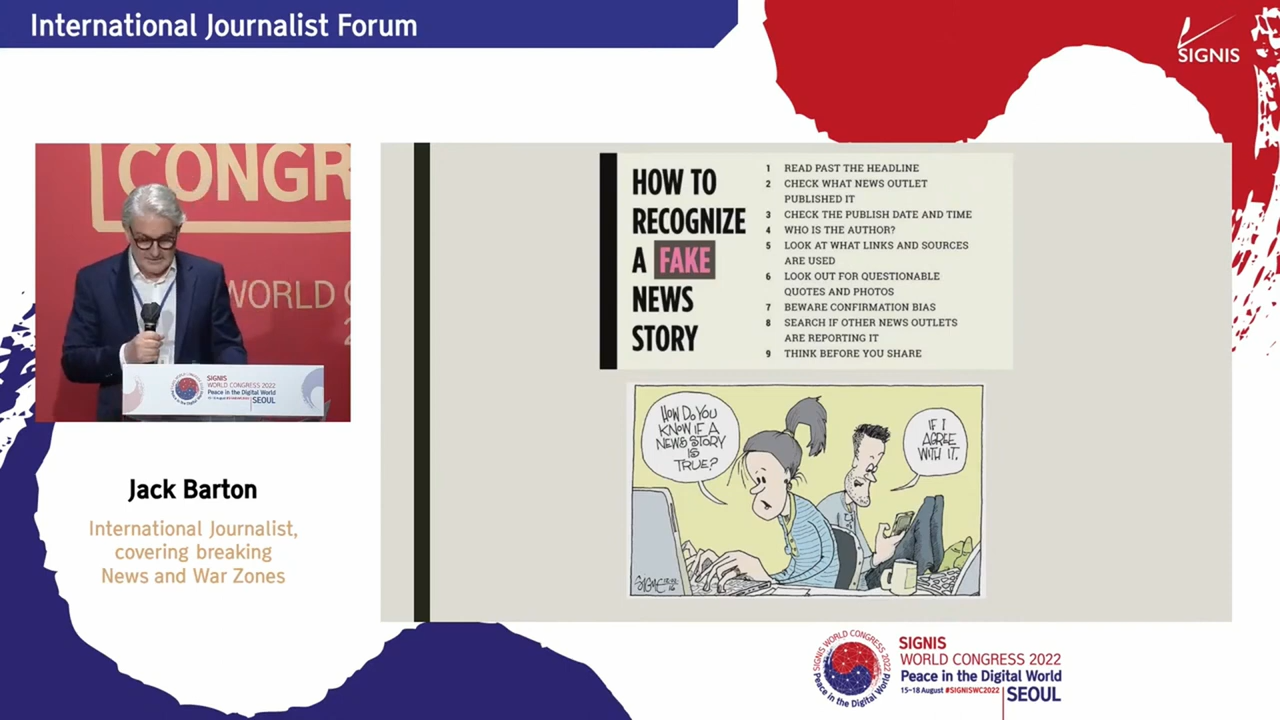 International Journalist Forum
SIGNIS
CONGR
WORLD C
SIGNIS
WORLD CONGRESS 2022
Peace in the Digital World
SEOUL
Jack Barton
International Journalist,
covering breaking
News and War Zones
HOW TO
RECOGNIZE
A FAKE
NEWS
STORY
1 READ PAST THE HEADLINE
2 CHECK WHAT NEWS OUTLET
PUBLISHED IT
3 CHECK THE PUBLISH DATE AND TIME
4 WHO IS THE AUTHOR?
5 LOOK AT WHAT LINKS AND SOURCES
ARE USED
6 LOOK OUT FOR QUESTIONABLE
QUOTES AND PHOTOS
7 BEWARE CONFIRMATION BIAS
8 SEARCH IF OTHER NEWS OUTLETS
ARE REPORTING IT
9 THINK BEFORE YOU SHARE
HOW DO YOU
KNOW IF A
NEWS STORY
IS
TRUE?
IF I
AGREE
WITH IT.
SIGNIS WORLD CONGRESS 2022
Peace in the Digital World
SIGNIS
WORLD CONGRESS 2022
Peace in the Digital World
15-18 August #SIGNISWC2022
SEOUL